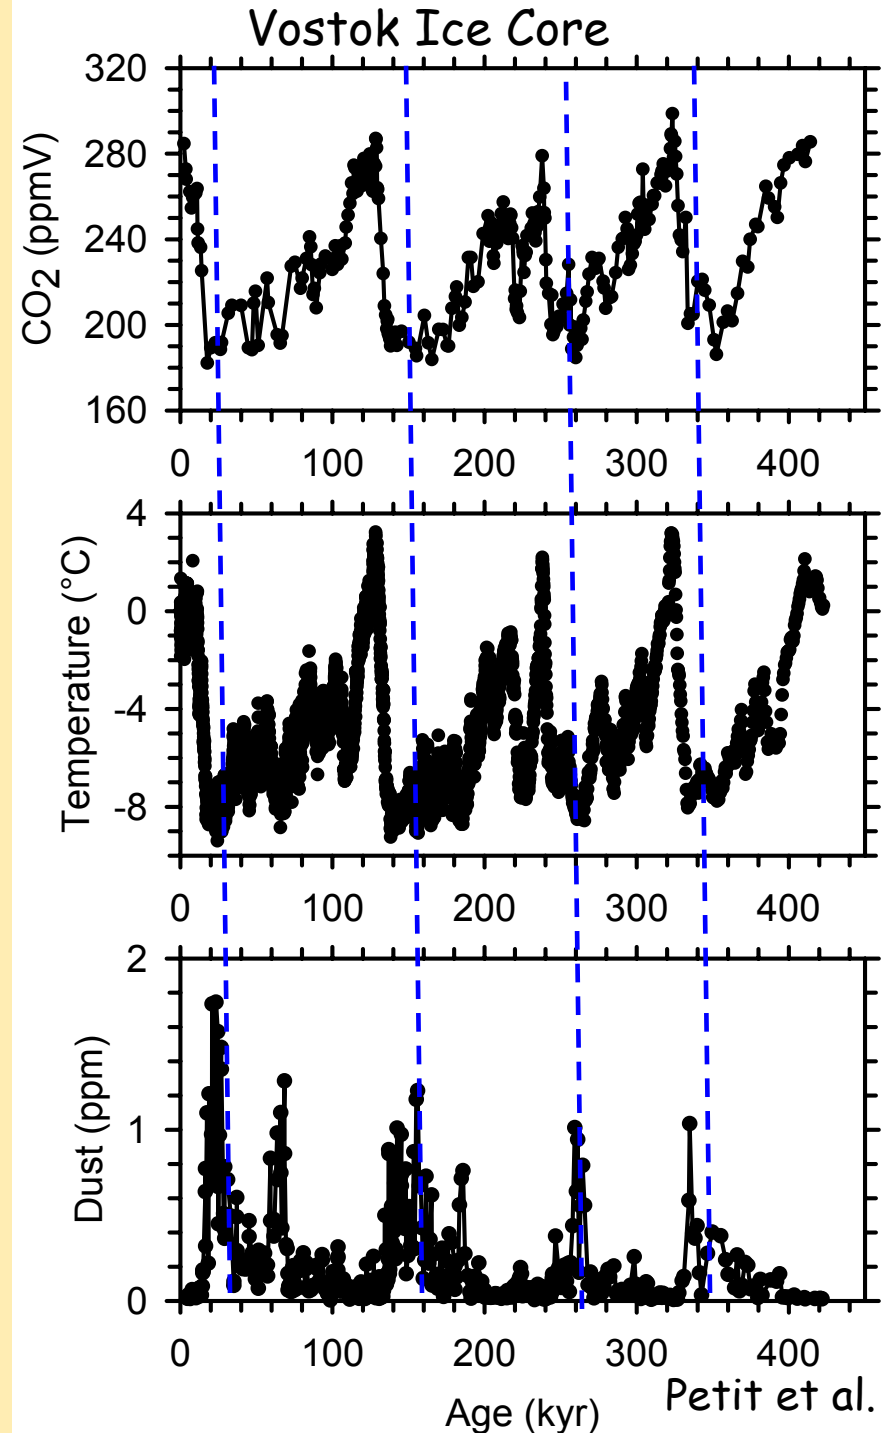 Vostok Ice Core
320
280
240
200
160
CO2 (ppmV)
0 100 200 300 400
4
0
-4
-8
Temperature (°C)
0 100 200 300 400
2
1
0
Dust (ppm)
0 100 200 300 400
Age (kyr)
Petit et al.